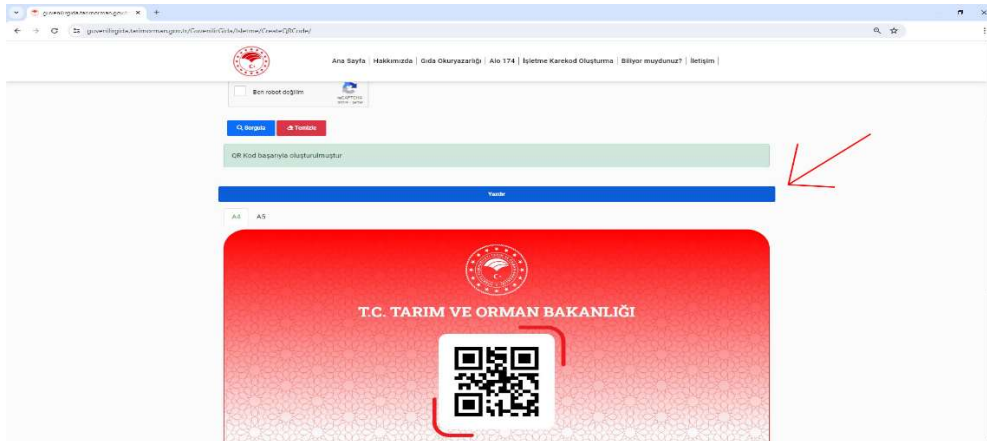 guvenilirgida.tarimorman.gov.tr/GuvenilirGida/Isletme/CreateQRCode/
Ana Sayfa | Hakkımızda | Gıda Okuryazarlığı | Alo 174 | İşletme Karekod Oluşturma | Biliyor muydunuz? | İletişim |
Ben robot değilim
reCAPTCHA
Sorgula Temizle
QR Kod başarıyla oluşturulmuştur
Yazdır
A4 A5
T.C. TARIM VE ORMAN BAKANLIĞI